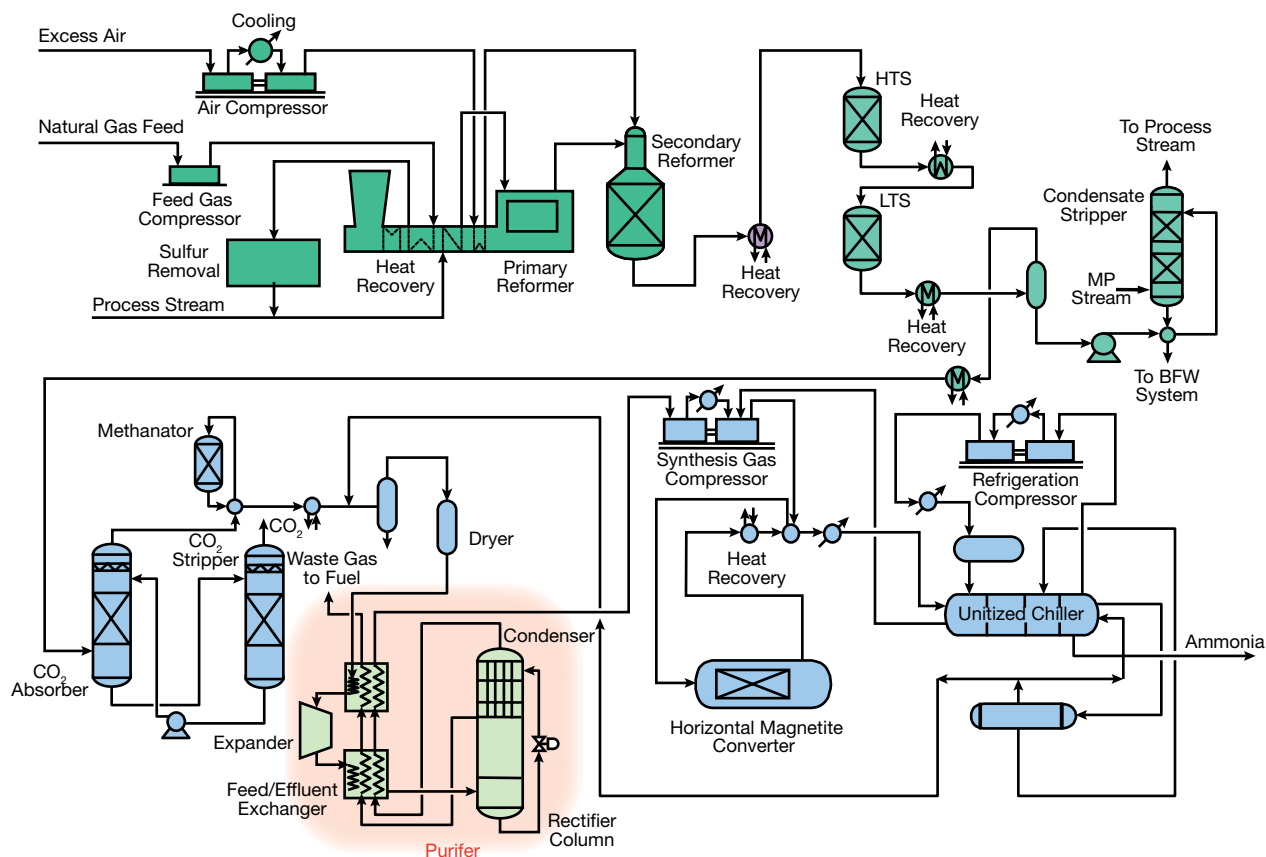 Cooling
Excess Air
Air Compressor
Natural Gas Feed
Feed Gas
Compressor
Sulfur
Removal
Heat
Recovery
Primary
Reformer
Process Stream
Secondary
Reformer
Heat
Recovery
HTS
Heat
Recovery
LTS
Heat
Recovery
To Process
Stream
Condensate
Stripper
MP
Stream
To BFW
System
Methanator
CO2
Stripper
CO2
Waste Gas
to Fuel
Dryer
CO2
Absorber
Synthesis Gas
Compressor
Refrigeration
Compressor
Heat
Recovery
Unitized Chiller
Ammonia
Condenser
Expander
Feed/Effluent
Exchanger
Rectifier
Column
Purifer
Horizontal Magnetite
Converter